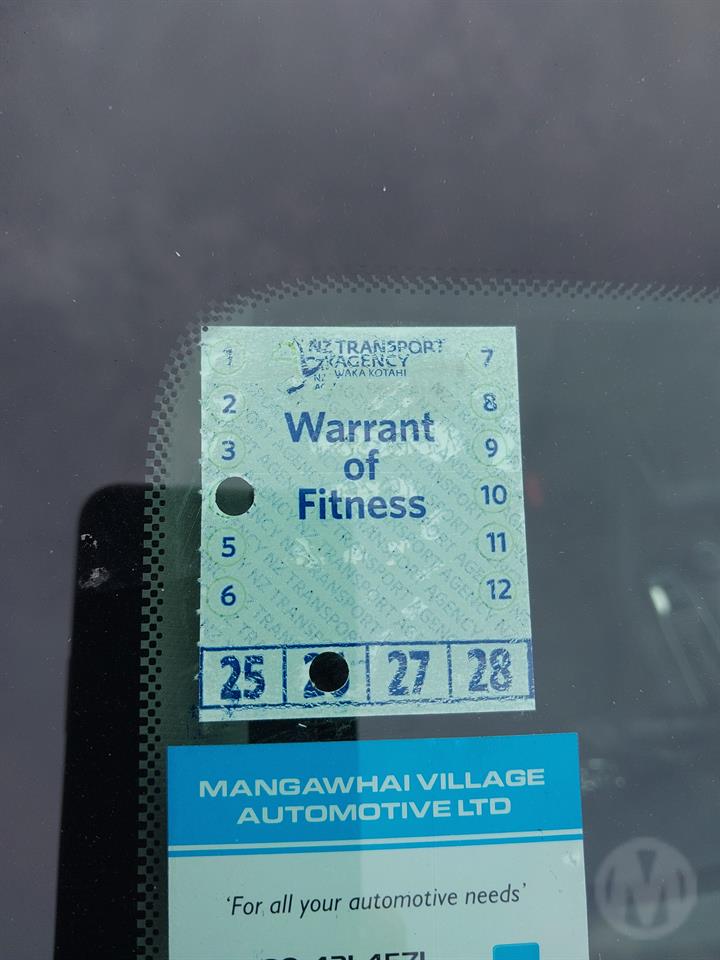 NZ TRANSPORT
AGENCY
WAKA KOTAHI
Warrant
of
Fitness
1
2
3
5
6
7
8
9
10
11
12
25 27 28
MANGAWHAI VILLAGE
AUTOMOTIVE LTD
'For all your automotive needs'